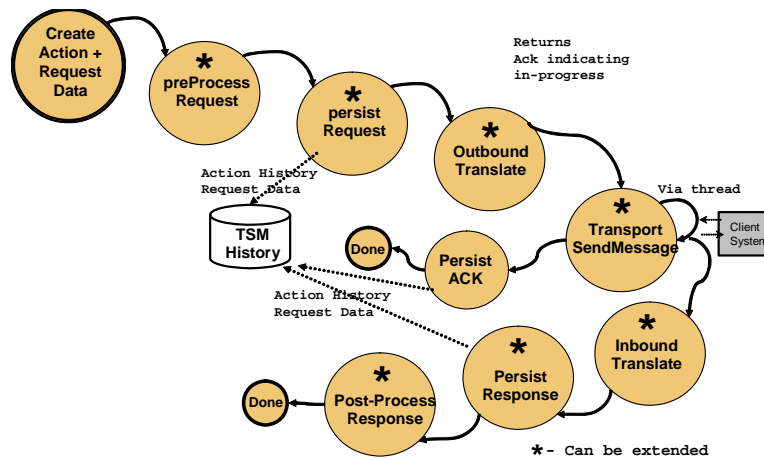 Create
Action +
Request
Data
*
preProcess
Request
*
persist
Request
Returns
Ack indicating
in-progress
*
Outbound
Translate
Action History
Request Data
TSM
History
Via thread
*
Transport
SendMessage
Client
System
Done
Persist
ACK
Action History
Request Data
*
Inbound
Translate
*
Persist
Response
*
Post-Process
Response
Done
*- Can be extended